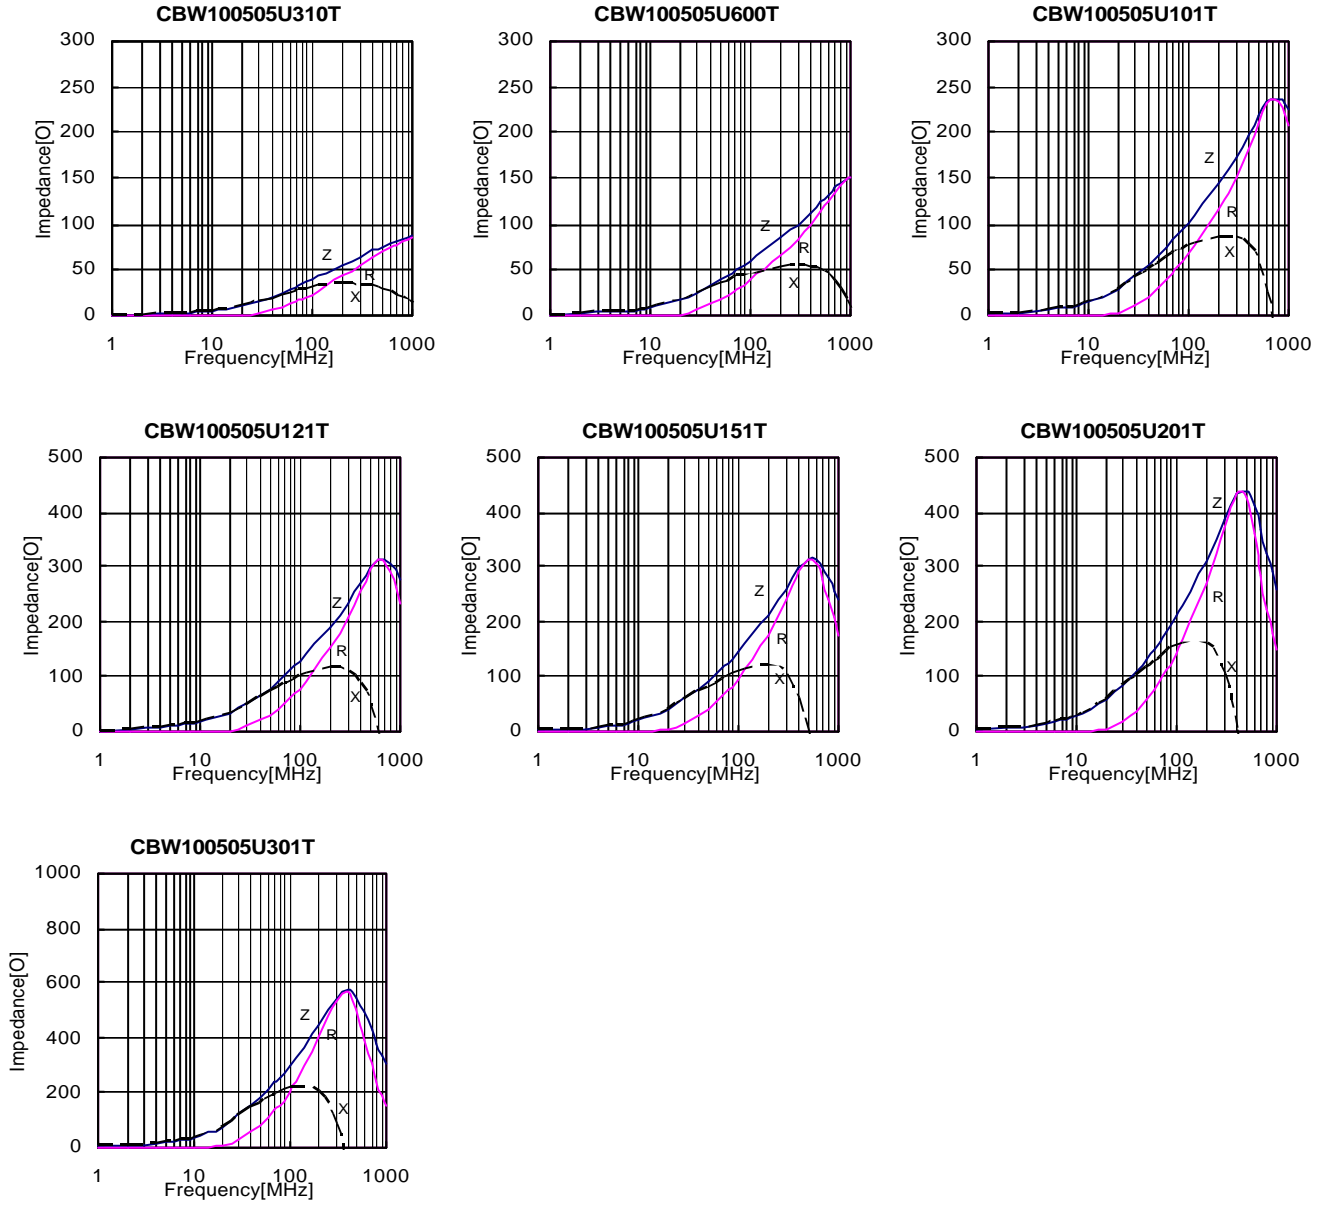 CBW100505U310T
300
250
200
150
100
50
0
Impedance[O]
Z
R
X
1 10 100 1000
Frequency[MHz]
CBW100505U600T
300
250
200
150
100
50
0
Impedance[O]
Z
R
X
1 10 100 1000
Frequency[MHz]
CBW100505U101T
300
250
200
150
100
50
0
Impedance[O]
Z
R
X
1 10 100 1000
Frequency[MHz]
CBW100505U121T
500
400
300
200
100
0
Impedance[O]
Z
R
X
1 10 100 1000
Frequency[MHz]
CBW100505U151T
500
400
300
200
100
0
Impedance[O]
Z
R
X
1 10 100 1000
Frequency[MHz]
CBW100505U201T
500
400
300
200
100
0
Impedance[O]
Z
R
X
1 10 100 1000
Frequency[MHz]
CBW100505U301T
1000
800
600
400
200
0
Impedance[O]
Z
R
X
1 10 100 1000
Frequency[MHz]